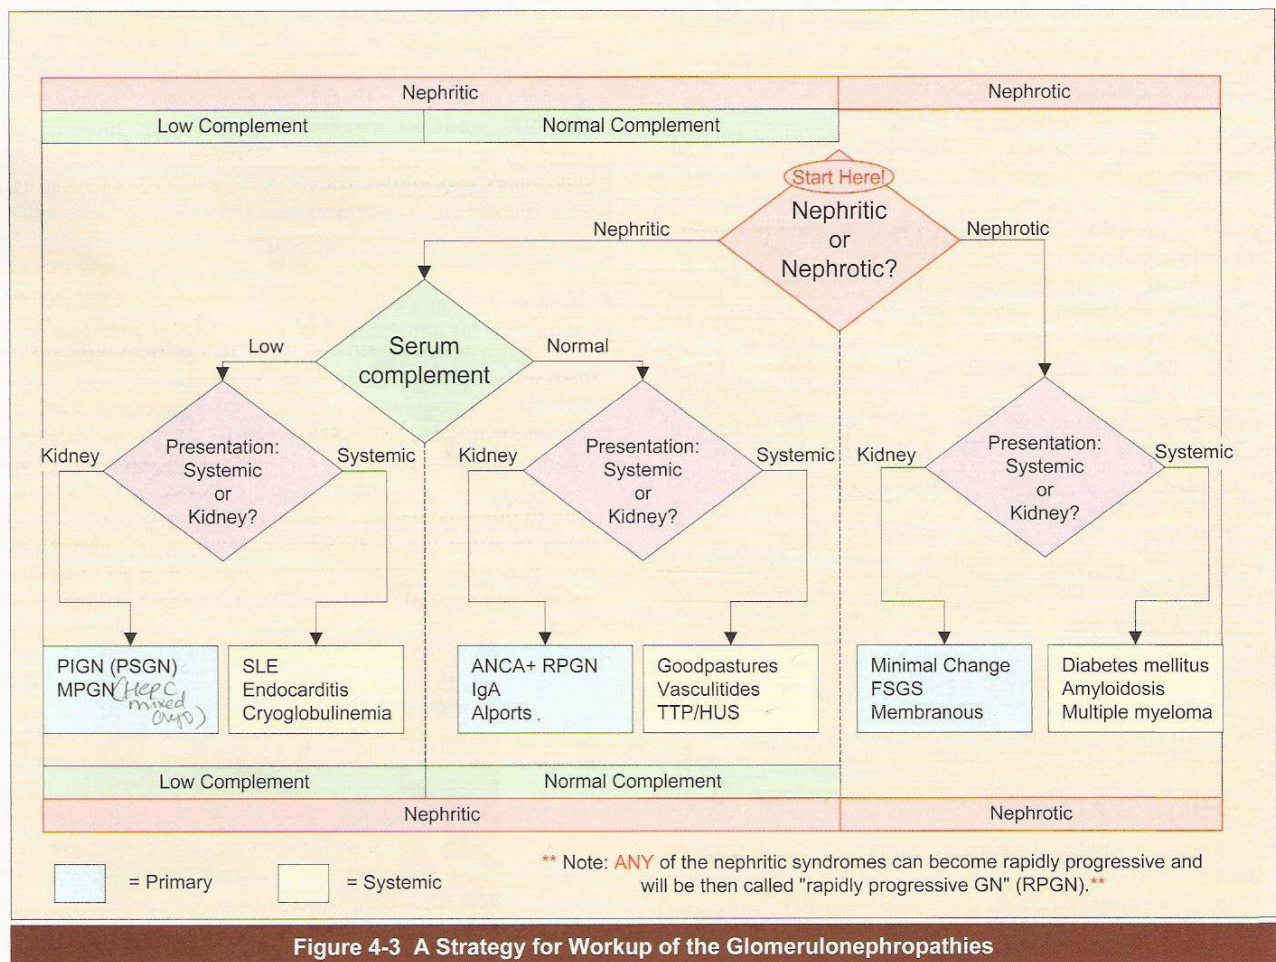 Nephritic
Nephrotic
Low Complement
Normal Complement
Start Here!
Nephritic
or
Nephrotic?
Nephritic
Nephrotic
Serum
complement
Low
Normal
Presentation:
Systemic
or
Kidney?
Kidney
Systemic
Presentation:
Systemic
or
Kidney?
Kidney
Systemic
Presentation:
Systemic
or
Kidney?
Kidney
Systemic
PIGN (PSGN)
MPGN (Hep C
mixed
cryo)
SLE
Endocarditis
Cryoglobulinemia
ANCA+ RPGN
IgA
Alports
Goodpastures
Vasculitides
TTP/HUS
Minimal Change
FSGS
Membranous
Diabetes mellitus
Amyloidosis
Multiple myeloma
Low Complement
Normal Complement
Nephritic
Nephrotic
= Primary
= Systemic
** Note: ANY of the nephritic syndromes can become rapidly progressive and
will be then called "rapidly progressive GN" (RPGN).**
Figure 4-3 A Strategy for Workup of the Glomerulonephropathies